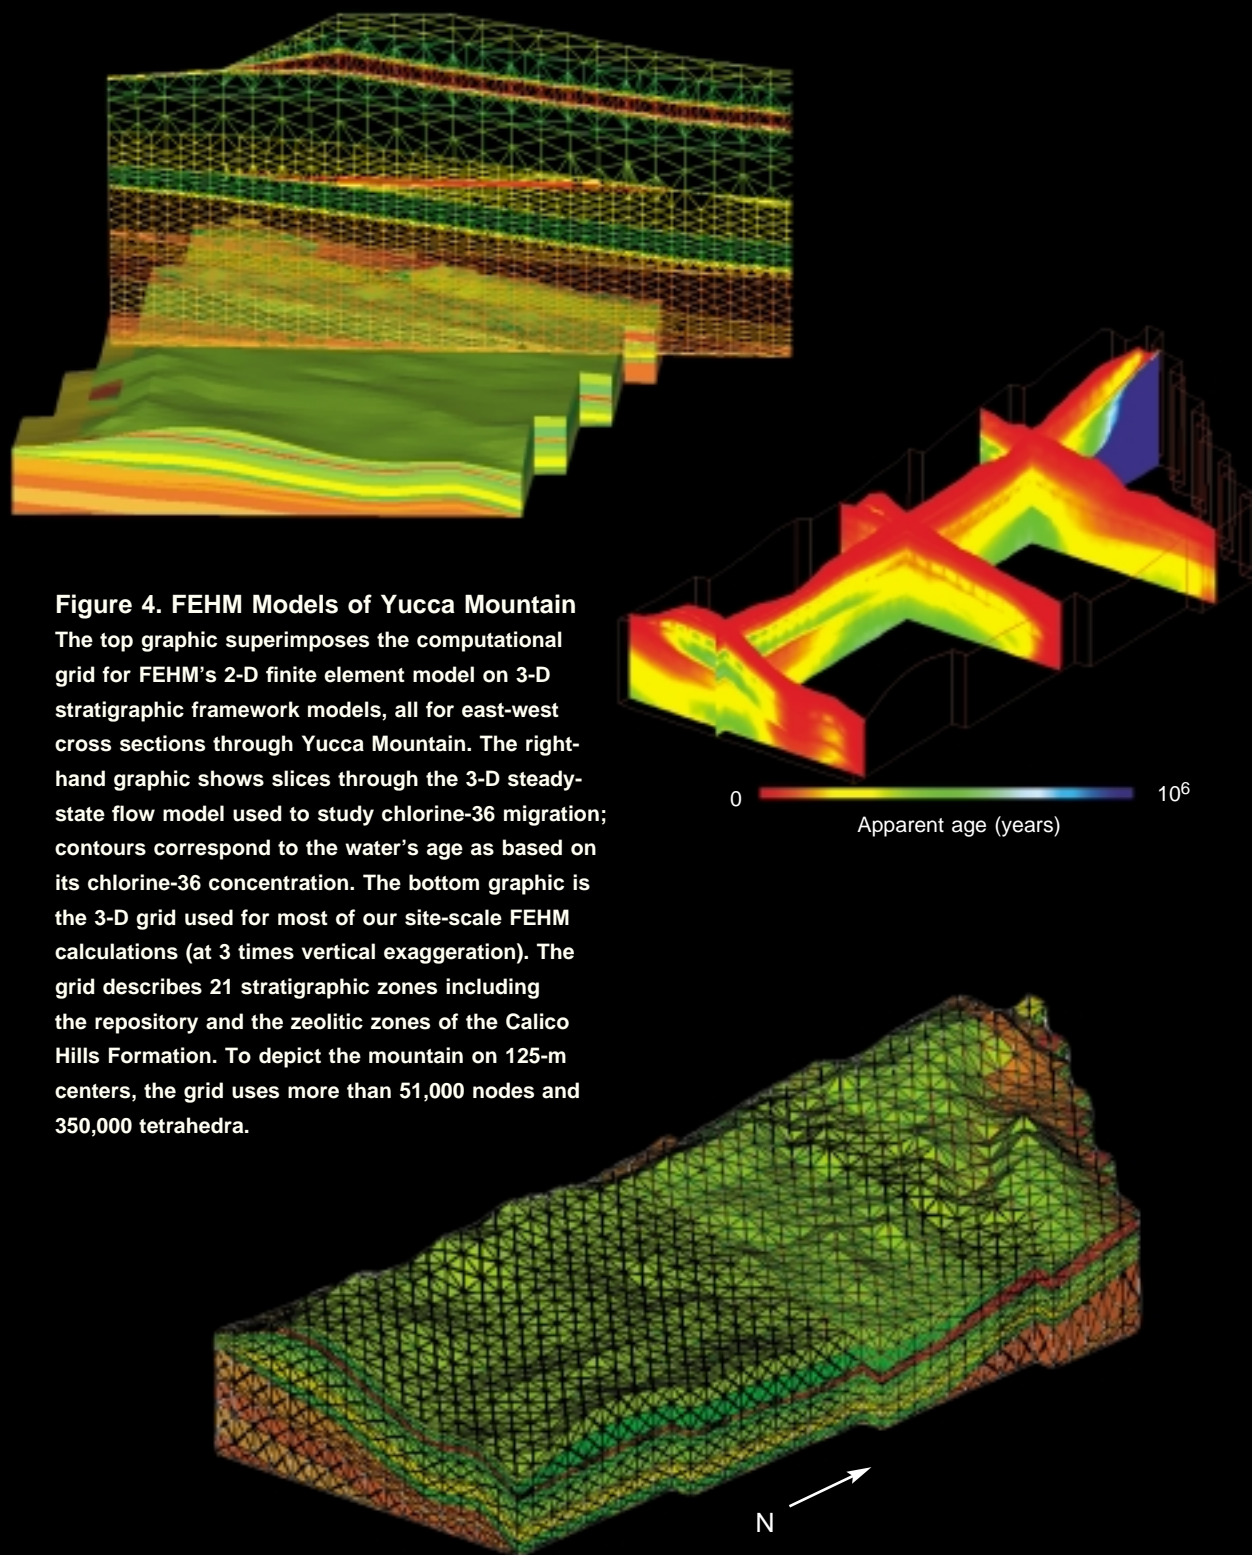 Figure 4. FEHM Models of Yucca Mountain
The top graphic superimposes the computational
grid for FEHM’s 2-D finite element model on 3-D
stratigraphic framework models, all for east-west
cross sections through Yucca Mountain. The right-
hand graphic shows slices through the 3-D steady-
state flow model used to study chlorine-36 migration;
contours correspond to the water’s age as based on
its chlorine-36 concentration. The bottom graphic is
the 3-D grid used for most of our site-scale FEHM
calculations (at 3 times vertical exaggeration). The
grid describes 21 stratigraphic zones including
the repository and the zeolitic zones of the Calico
Hills Formation. To depict the mountain on 125-m
centers, the grid uses more than 51,000 nodes and
350,000 tetrahedra.
0 10⁶
Apparent age (years)
N